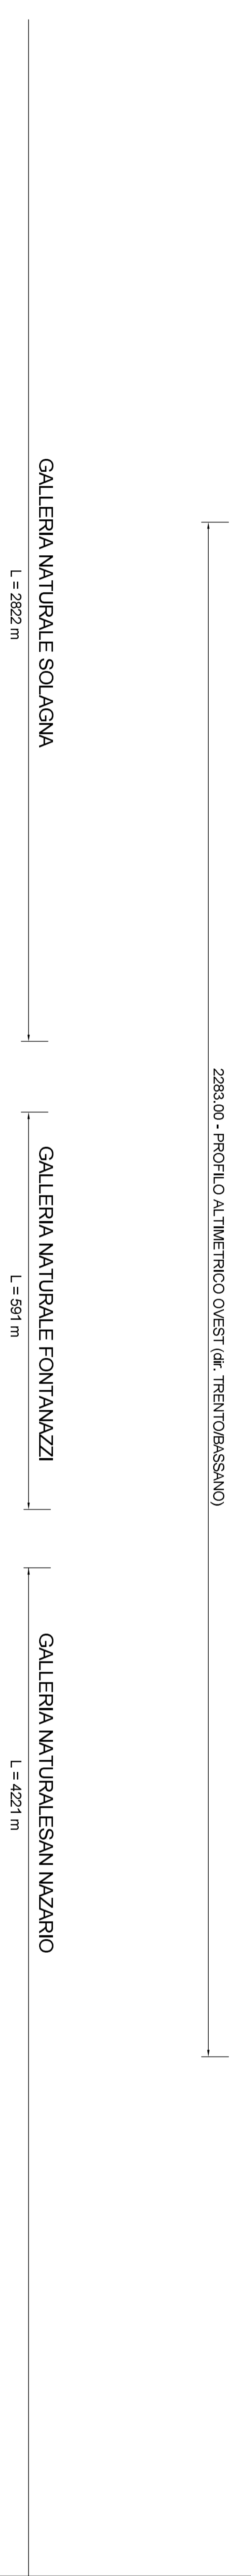 2283.00 - PROFILO ALTIMETRICO OVEST (dir. TRENTO/BASSANO)
GALLERIA NATURALE SOLAGNA
L = 2822 m
GALLERIA NATURALE FONTANAZZI
L = 591 m
GALLERIA NATURALESAN NAZARIO
L = 4221 m